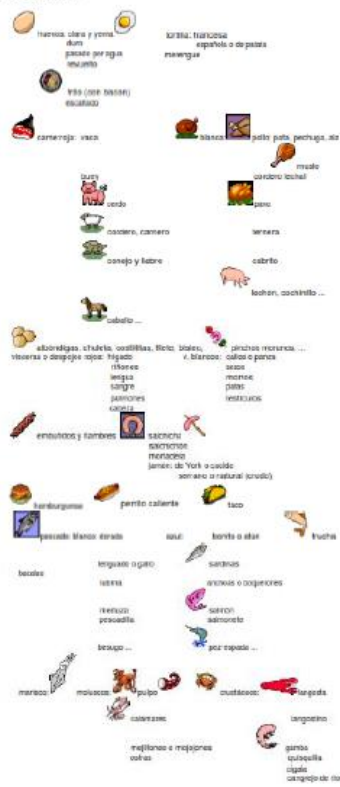 huevos, clara y yema
tortilla: francesa
duro
española o de patata
pasado por agua
merengue
revuelto
frito (con bacon)
escalfado
carne roja: vaca
blanca: pollo: pata, pechuga, ala
muslo
buey
cordero lechal
cerdo
pavo
cordero, carnero
ternera
conejo y liebre
cabrito
lechón, cochinillo ...
caballo ...
albóndigas, chuleta, costillitas, filete, bistec,
pinchos morunos, ...
vísceras o despojos rojos: hígado
v. blancos: callos o panza
riñones
sesos
lengua
morros
sangre
patas
pulmones
testículos
cabeza
embutidos y fiambres
salchicha
salchichón
mortadela
jamón: de York o cocido
serrano o natural (crudo)
hamburguesa
perrito caliente
taco
pescado: blanco: dorada
azul:
bonito o atún
trucha
lenguado o gallo
sardinas
bacalao
lubina
anchoas o boquerones
merluza
salmón
pescadilla
salmonete
besugo ...
pez espada ...
marisco:
moluscos:
pulpo
crustáceos:
langosta
calamares
langostino
mejillones o mojojones
gamba
ostras
quisquilla
cigala
cangrejo de río